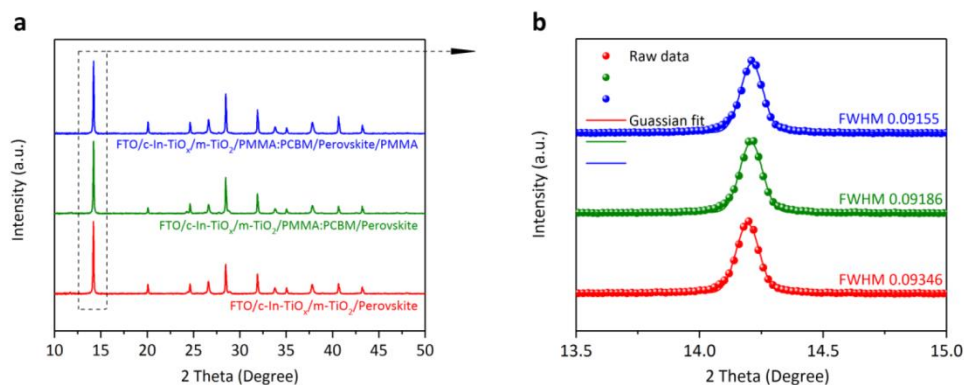 a
Intensity (a.u.)
FTO/c-In-TiOₓ/m-TiO₂/PMMA:PCBM/Perovskite/PMMA
FTO/c-In-TiOₓ/m-TiO₂/PMMA:PCBM/Perovskite
FTO/c-In-TiOₓ/m-TiO₂/Perovskite
10 15 20 25 30 35 40 45 50
2 Theta (Degree)
b
Intensity (a.u.)
Raw data
Guassian fit
FWHM 0.09155
FWHM 0.09186
FWHM 0.09346
13.5 14.0 14.5 15.0
2 Theta (Degree)